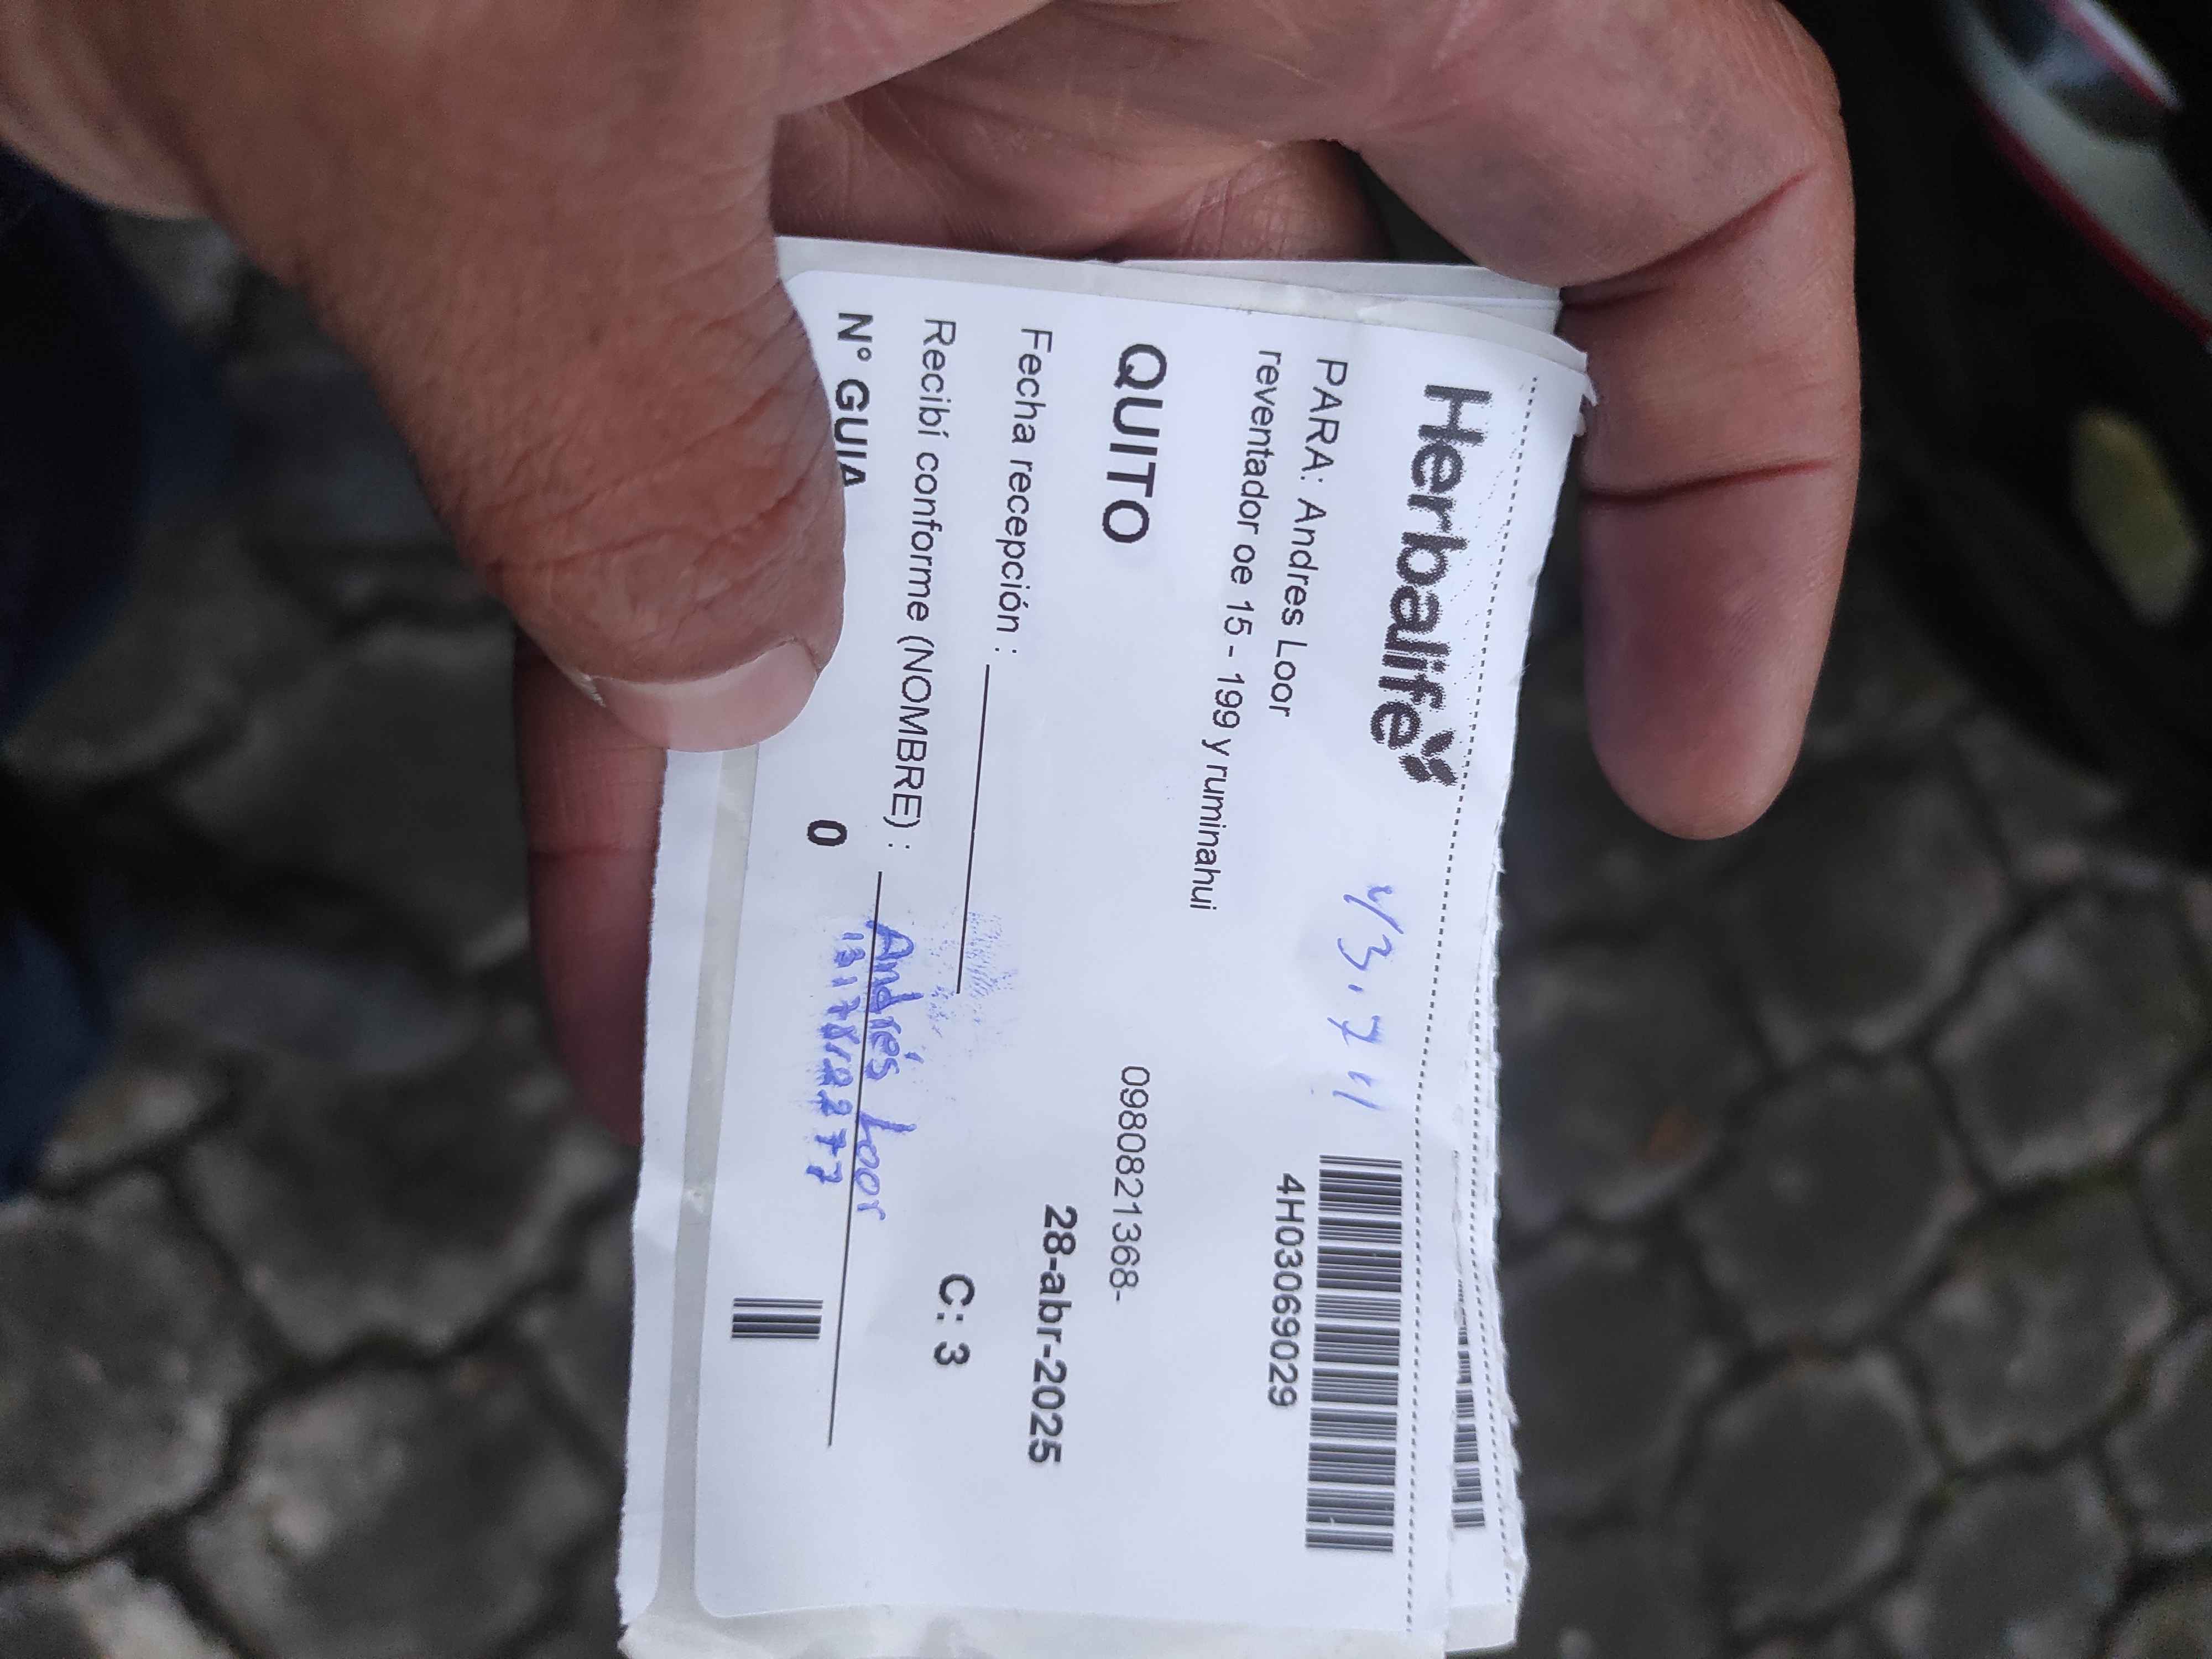 Herbalife
4H03069029
PARA: Andres Loor
reventador oe 15 - 199 y ruminahui
QUITO
0980821368-
28-abr-2025
Fecha recepción :
C: 3
Recibí conforme (NOMBRE) : Andrés Loor
N° GUIA 0